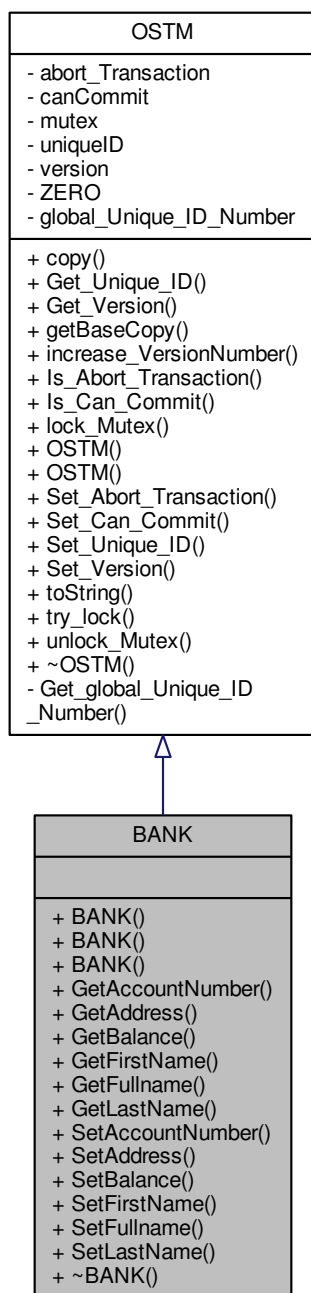 OSTM
- abort_Transaction
- canCommit
- mutex
- uniqueID
- version
- ZERO
- global_Unique_ID_Number
+ copy()
+ Get_Unique_ID()
+ Get_Version()
+ getBaseCopy()
+ increase_VersionNumber()
+ Is_Abort_Transaction()
+ Is_Can_Commit()
+ lock_Mutex()
+ OSTM()
+ OSTM()
+ Set_Abort_Transaction()
+ Set_Can_Commit()
+ Set_Unique_ID()
+ Set_Version()
+ toString()
+ try_lock()
+ unlock_Mutex()
+ ~OSTM()
- Get_global_Unique_ID
_Number()
BANK
+ BANK()
+ BANK()
+ BANK()
+ GetAccountNumber()
+ GetAddress()
+ GetBalance()
+ GetFirstName()
+ GetFullname()
+ GetLastName()
+ SetAccountNumber()
+ SetAddress()
+ SetBalance()
+ SetFirstName()
+ SetFullname()
+ SetLastName()
+ ~BANK()